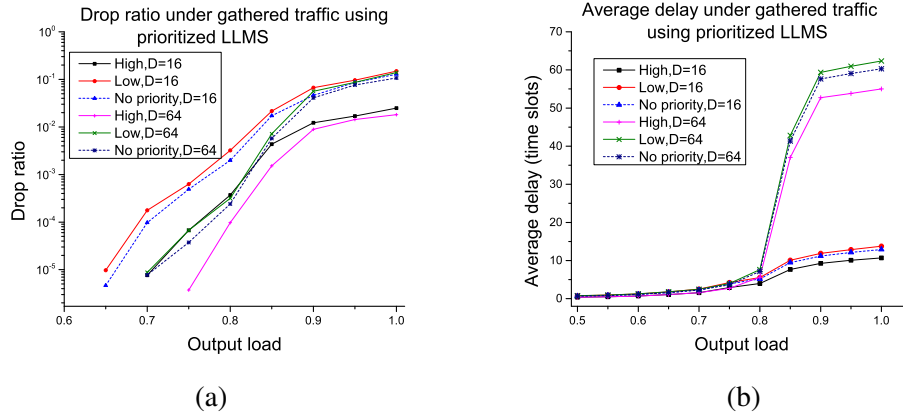 Drop ratio under gathered traffic using
prioritized LLMS
High,D=16
Low,D=16
No priority,D=16
High,D=64
Low,D=64
No priority,D=64
Drop ratio
10^0
10^-1
10^-2
10^-3
10^-4
10^-5
0.6 0.7 0.8 0.9 1.0
Output load
(a)
Average delay under gathered traffic
using prioritized LLMS
High,D=16
Low,D=16
No priority,D=16
High,D=64
Low,D=64
No priority,D=64
Average delay (time slots)
70
60
50
40
30
20
10
0
0.5 0.6 0.7 0.8 0.9 1.0
Output load
(b)